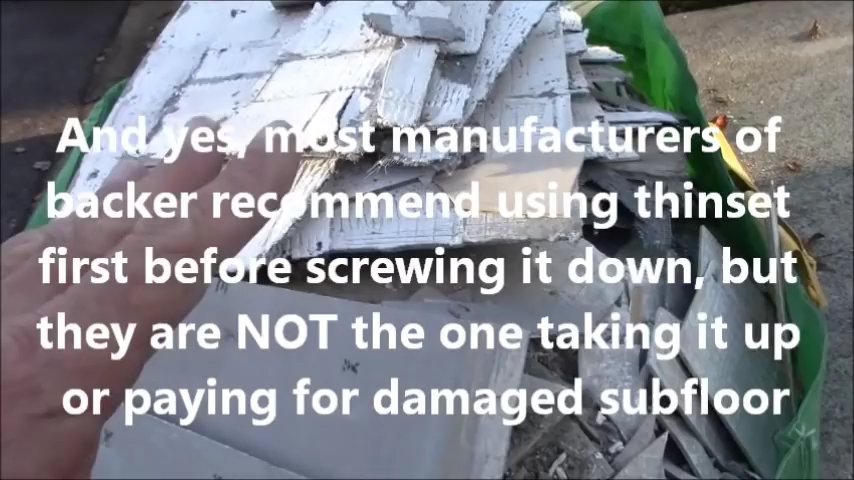 And yes, most manufacturers of
backer recommend using thinset
first before screwing it down, but
they are NOT the one taking it up
or paying for damaged subfloor